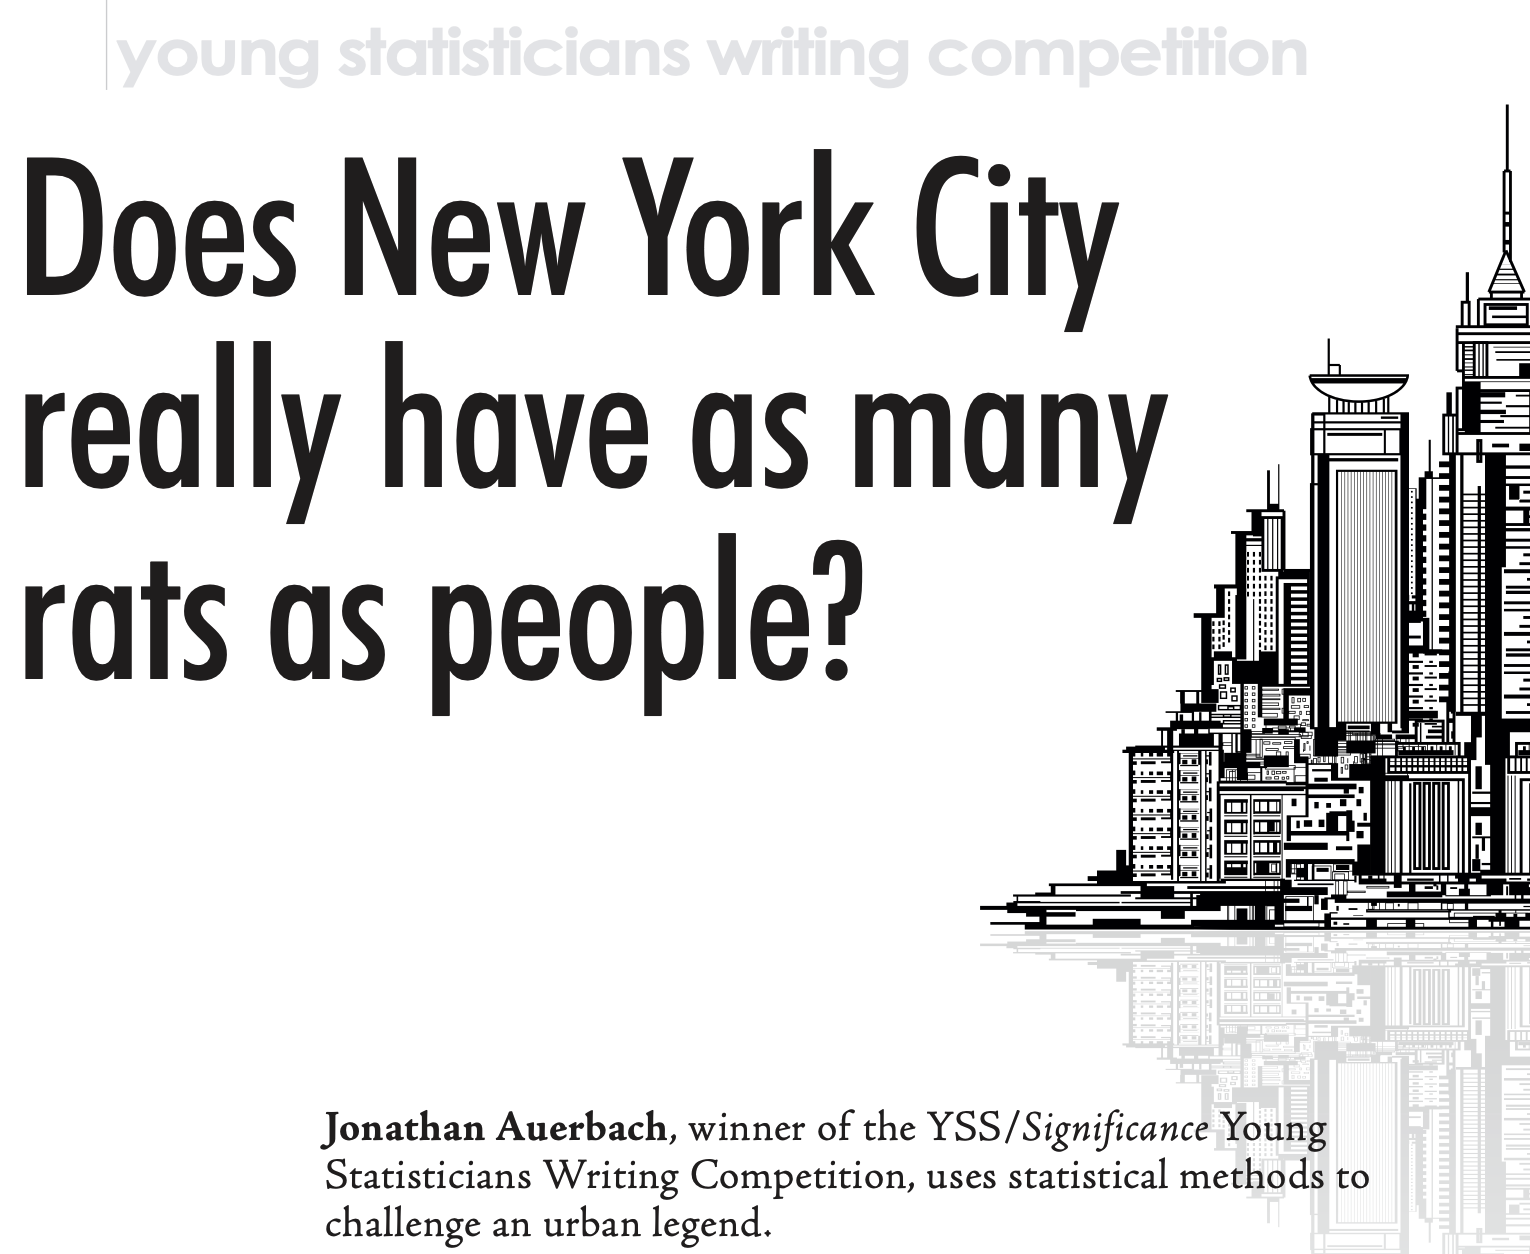 young statisticians writing competition
Does New York City
really have as many
rats as people?
Jonathan Auerbach, winner of the YSS/Significance Young
Statisticians Writing Competition, uses statistical methods to
challenge an urban legend.